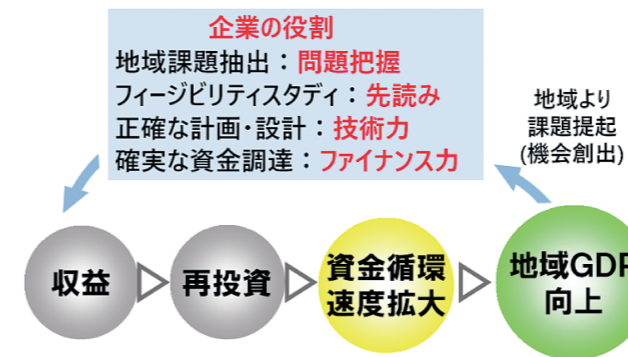 企業の役割
地域課題抽出：問題把握
フィージビリティスタディ：先読み
正確な計画・設計：技術力
確実な資金調達：ファイナンス力
地域より
課題提起
(機会創出)
収益
再投資
資金循環
速度拡大
地域GDP
向上